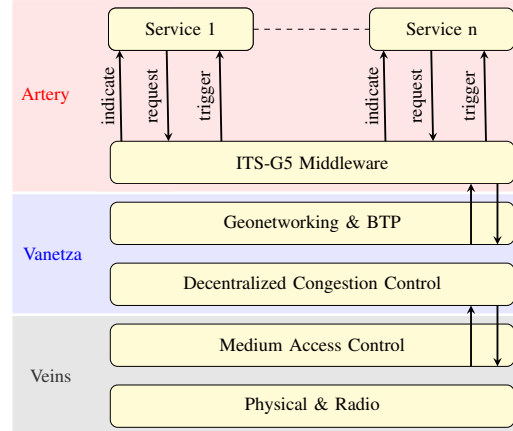 Service 1
Service n
Artery
indicate
request
trigger
indicate
request
trigger
ITS-G5 Middleware
Vanetza
Geonetworking & BTP
Decentralized Congestion Control
Veins
Medium Access Control
Physical & Radio